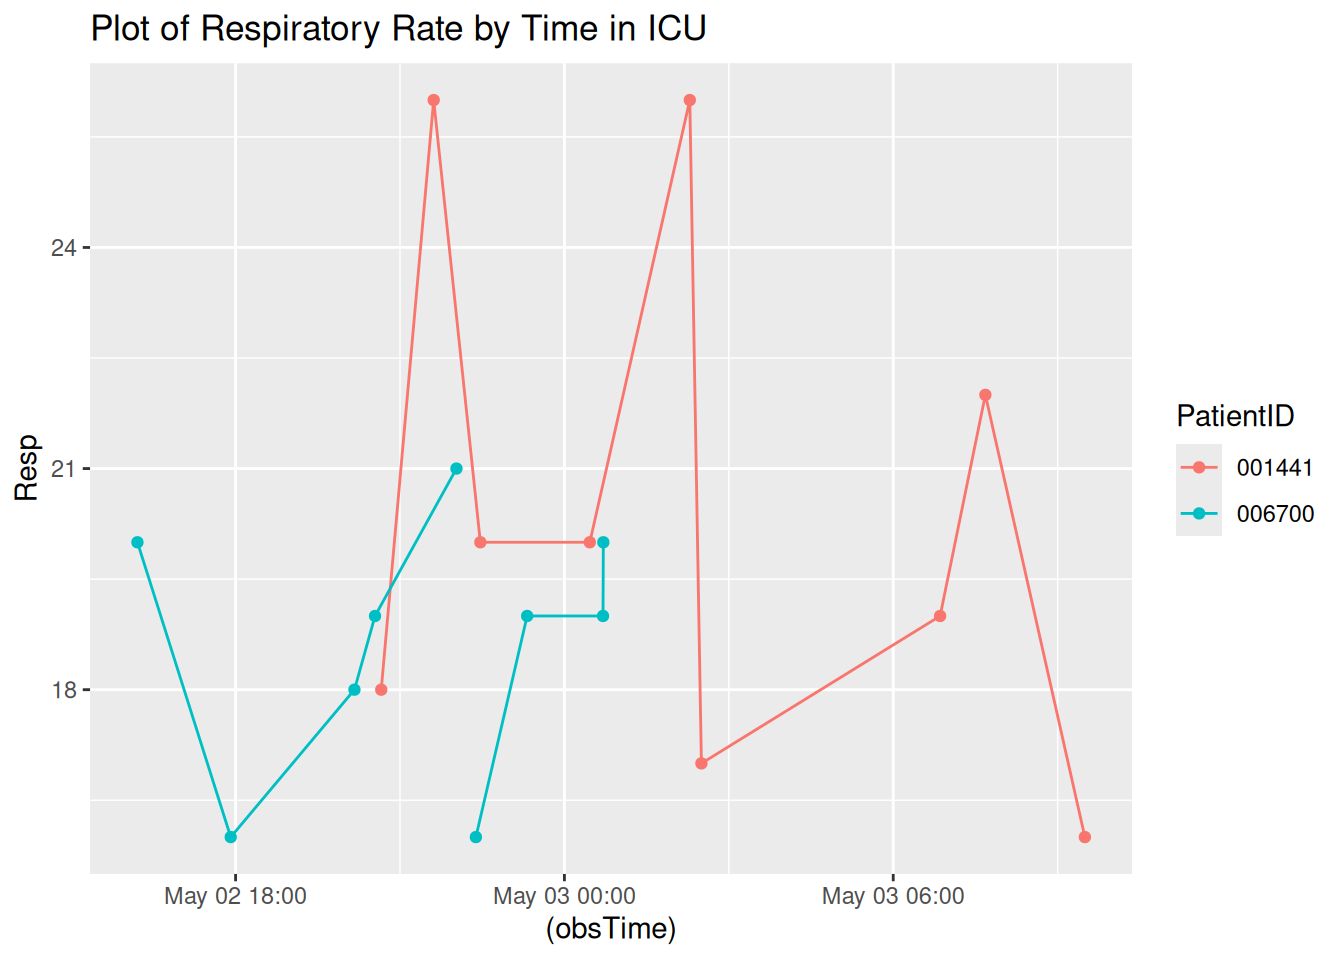 Plot of Respiratory Rate by Time in ICU
Resp
24
21
18
May 02 18:00
May 03 00:00
May 03 06:00
(obsTime)
PatientID
001441
006700